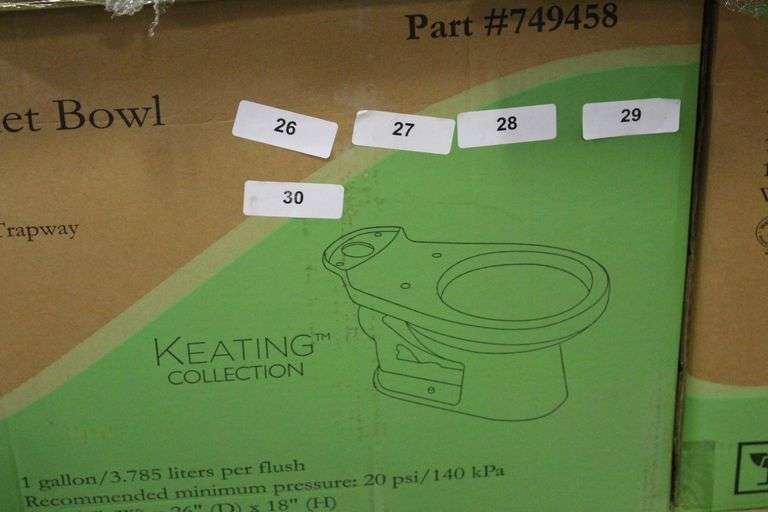 Part #749458
Bowl
26
27
28
29
30
Trapway
KEATING™
COLLECTION
1 gallon/3.785 liters per flush
Recommended minimum pressure: 20 psi/140 kPa
26" (D) x 18" (H)